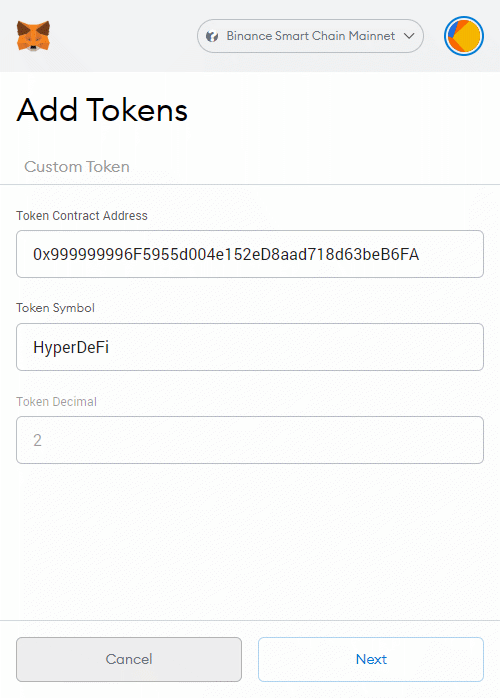 Binance Smart Chain Mainnet
Add Tokens
Custom Token
Token Contract Address
0x999999996F5955d004e152eD8aad718d63beB6FA
Token Symbol
HyperDeFi
Token Decimal
2
Cancel
Next